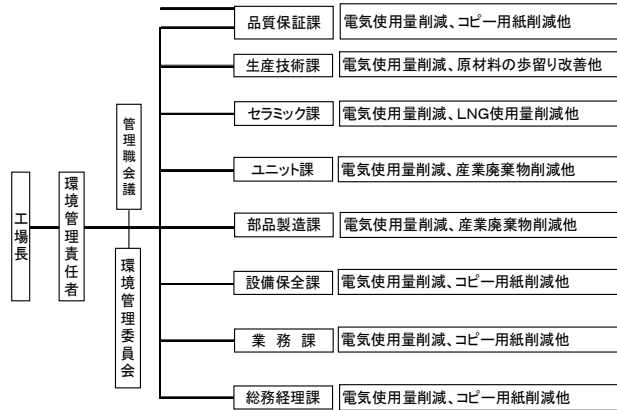 工場長
環境管理責任者
管理職会議
環境管理委員会
品質保証課 電気使用量削減、コピー用紙削減他
生産技術課 電気使用量削減、原材料の歩留り改善他
セラミック課 電気使用量削減、LNG使用量削減他
ユニット課 電気使用量削減、産業廃棄物削減他
部品製造課 電気使用量削減、産業廃棄物削減他
設備保全課 電気使用量削減、コピー用紙削減他
業務課 電気使用量削減、コピー用紙削減他
総務経理課 電気使用量削減、コピー用紙削減他